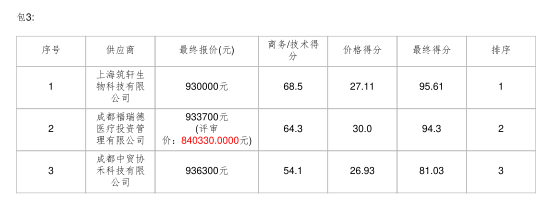 包3:
序号 供应商 最终报价(元) 商务/技术得分 价格得分 最终得分 排序
1 上海筑轩生物科技有限公司 930000元 68.5 27.11 95.61 1
2 成都福瑞德医疗投资管理有限公司 933700元(评审价：840330.0000元) 64.3 30.0 94.3 2
3 成都中贸协禾科技有限公司 936300元 54.1 26.93 81.03 3